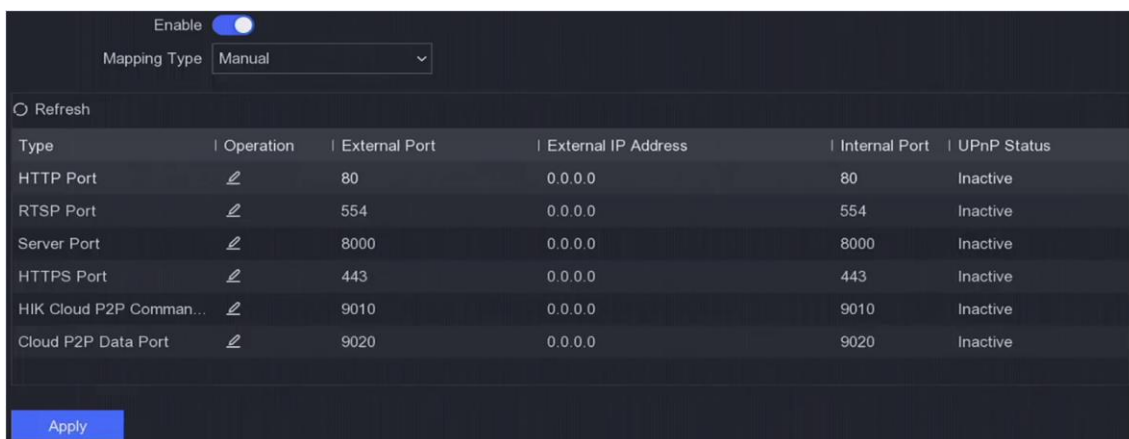 Enable
Mapping Type Manual
Refresh
Type Operation External Port External IP Address Internal Port UPnP Status
HTTP Port 80 0.0.0.0 80 Inactive
RTSP Port 554 0.0.0.0 554 Inactive
Server Port 8000 0.0.0.0 8000 Inactive
HTTPS Port 443 0.0.0.0 443 Inactive
HIK Cloud P2P Comman... 9010 0.0.0.0 9010 Inactive
Cloud P2P Data Port 9020 0.0.0.0 9020 Inactive
Apply